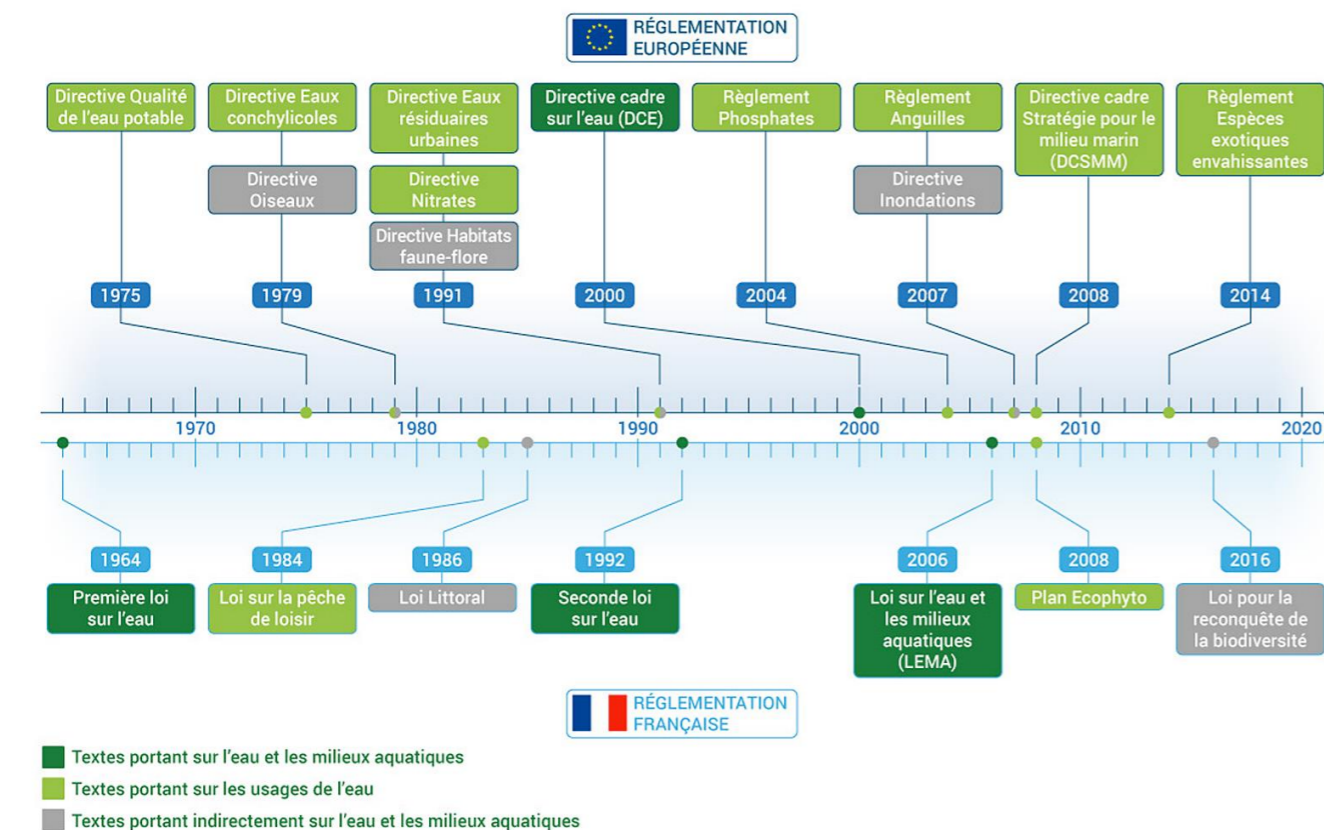 RÉGLEMENTATION
EUROPÉENNE
Directive Qualité
de l'eau potable
Directive Eaux
conchylicoles
Directive
Oiseaux
Directive Eaux
résiduaires
urbaines
Directive
Nitrates
Directive Habitats
faune-flore
Directive cadre
sur l'eau (DCE)
Règlement
Phosphates
Règlement
Anguilles
Directive
Inondations
Directive cadre
Stratégie pour le
milieu marin
(DCSMM)
Règlement
Espèces
exotiques
envahissantes
1975
1979
1991
2000
2004
2007
2008
2014
1970
1980
1990
2000
2010
2020
1964
1984
1986
1992
2006
2008
2016
Première loi
sur l'eau
Loi sur la pêche
de loisir
Loi Littoral
Seconde loi
sur l'eau
Loi sur l'eau et
les milieux
aquatiques
(LEMA)
Plan Ecophyto
Loi pour la
reconquête de
la biodiversité
RÉGLEMENTATION
FRANÇAISE
Textes portant sur l'eau et les milieux aquatiques
Textes portant sur les usages de l'eau
Textes portant indirectement sur l'eau et les milieux aquatiques